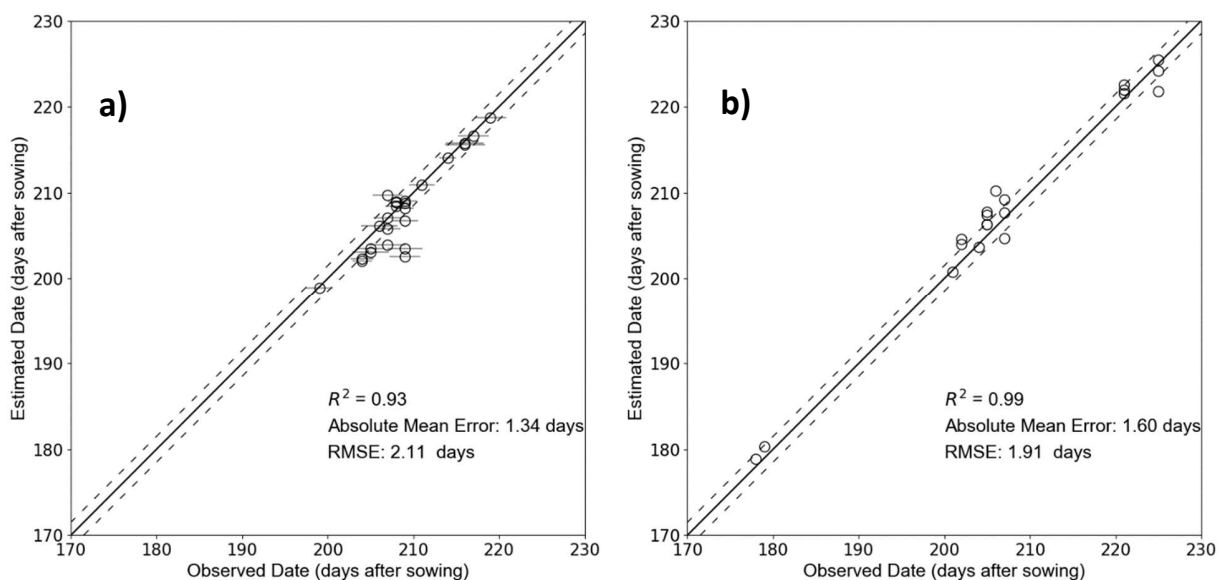 a)
230
220
210
200
190
180
170
Estimated Date (days after sowing)
R² = 0.93
Absolute Mean Error: 1.34 days
RMSE: 2.11 days
170 180 190 200 210 220 230
Observed Date (days after sowing)
b)
230
220
210
200
190
180
170
Estimated Date (days after sowing)
R² = 0.99
Absolute Mean Error: 1.60 days
RMSE: 1.91 days
170 180 190 200 210 220 230
Observed Date (days after sowing)